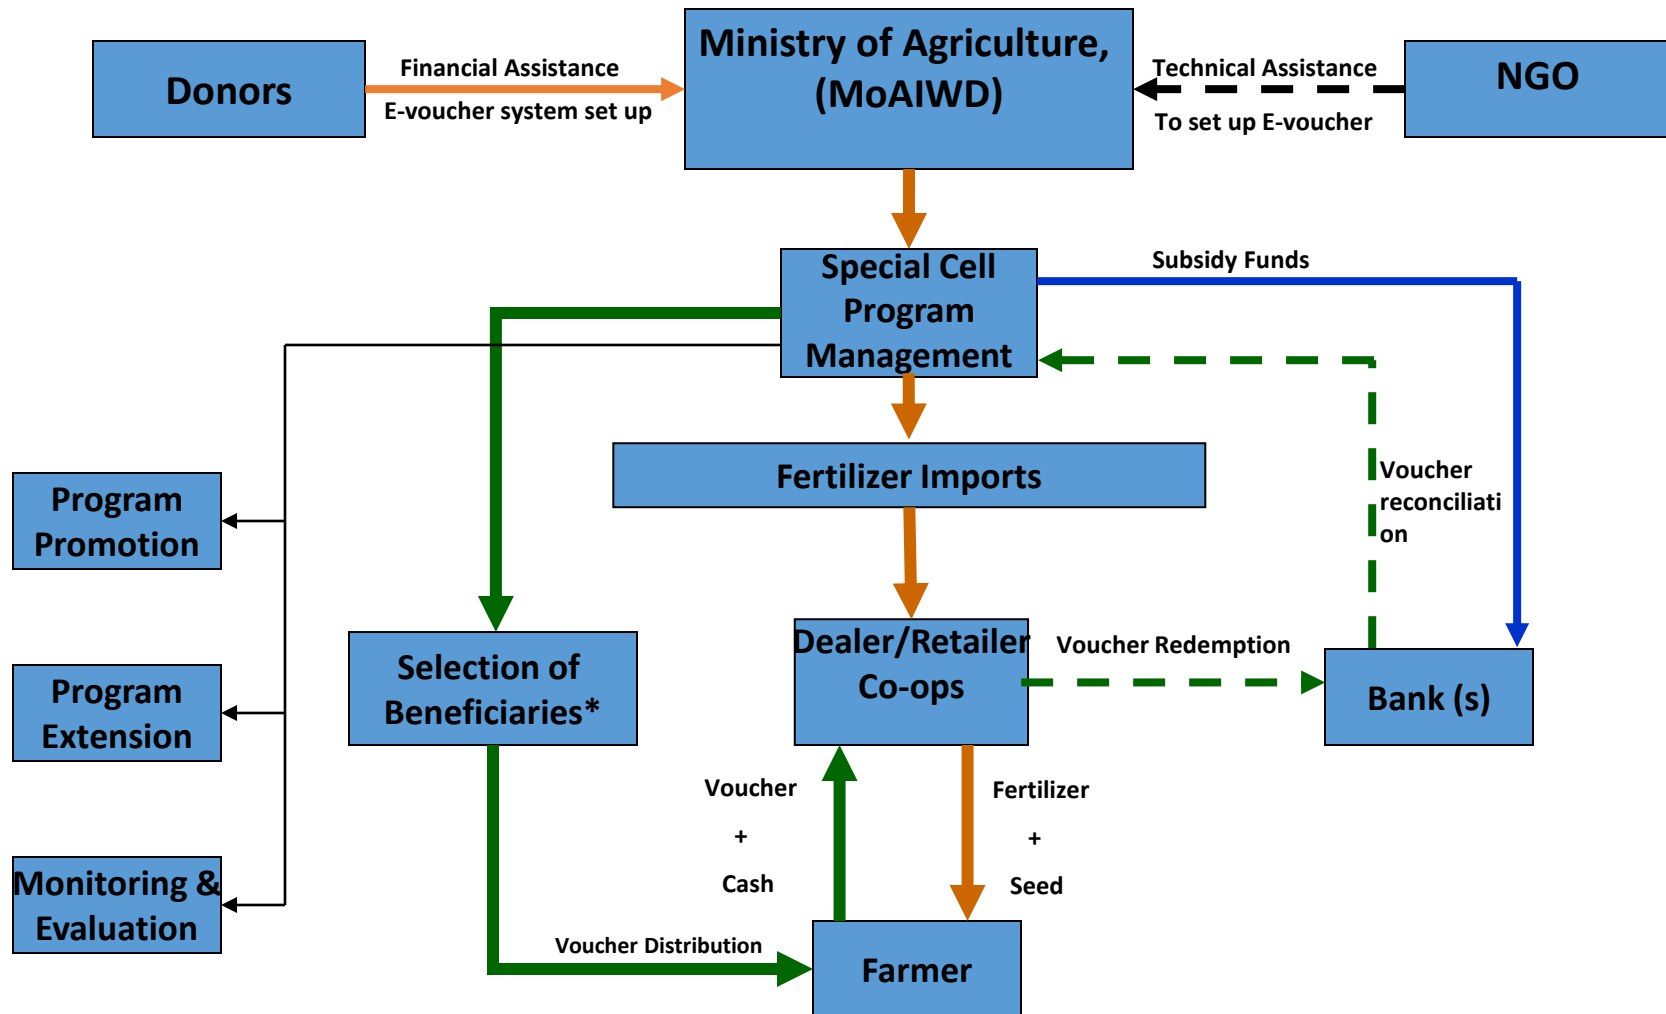 Donors
Financial Assistance
E-voucher system set up
Ministry of Agriculture,
(MoAIWD)
Technical Assistance
To set up E-voucher
NGO
Special Cell
Program
Management
Subsidy Funds
Fertilizer Imports
Voucher
reconciliati
on
Program
Promotion
Program
Extension
Monitoring &
Evaluation
Selection of
Beneficiaries*
Dealer/Retailer
Co-ops
Voucher Redemption
Bank (s)
Voucher
+
Cash
Fertilizer
+
Seed
Voucher Distribution
Farmer